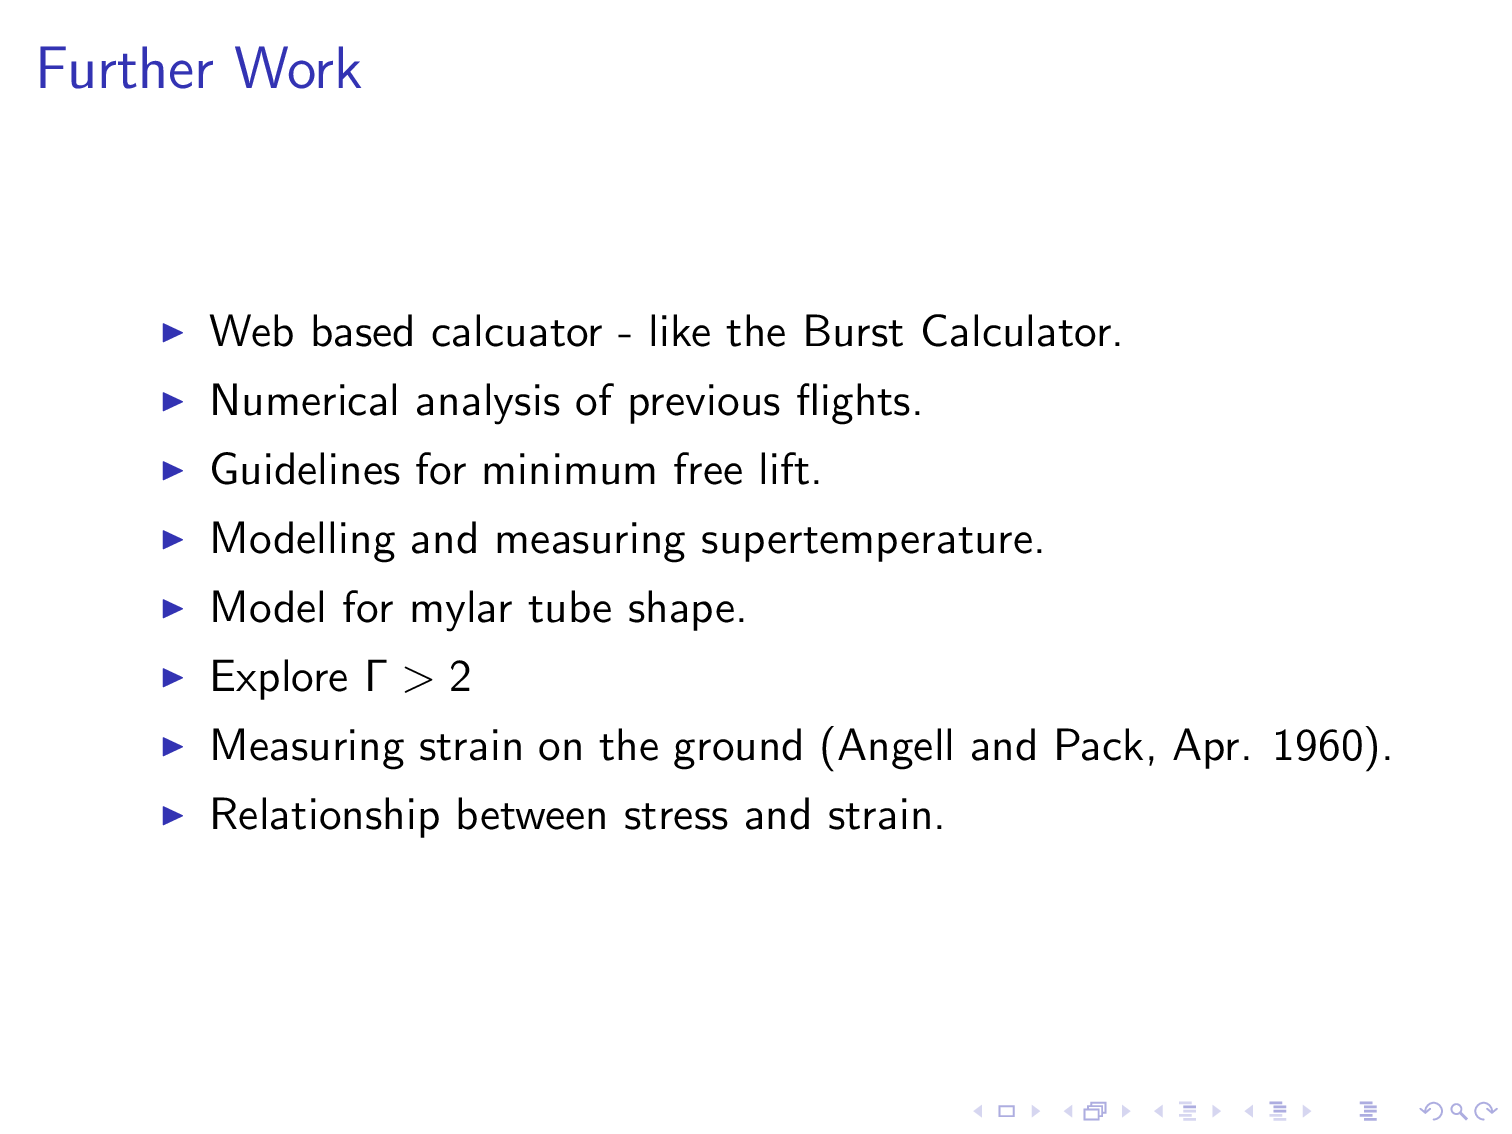 Further Work
Web based calcuator - like the Burst Calculator.
Numerical analysis of previous flights.
Guidelines for minimum free lift.
Modelling and measuring supertemperature.
Model for mylar tube shape.
Explore Γ > 2
Measuring strain on the ground (Angell and Pack, Apr. 1960).
Relationship between stress and strain.